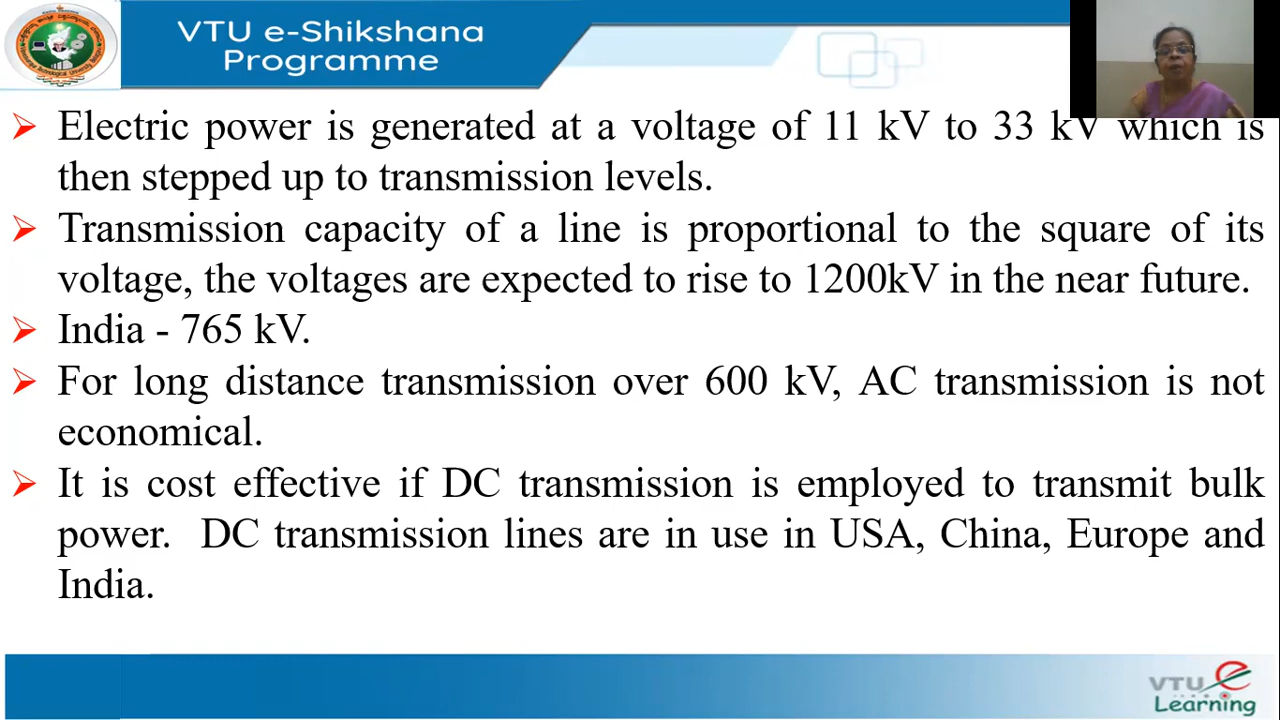 VTU e-Shikshana
Programme
➢ Electric power is generated at a voltage of 11 kV to 33 kV which is
then stepped up to transmission levels.
➢ Transmission capacity of a line is proportional to the square of its
voltage, the voltages are expected to rise to 1200kV in the near future.
➢ India - 765 kV.
➢ For long distance transmission over 600 kV, AC transmission is not
economical.
➢ It is cost effective if DC transmission is employed to transmit bulk
power. DC transmission lines are in use in USA, China, Europe and
India.
VTU e
Learning